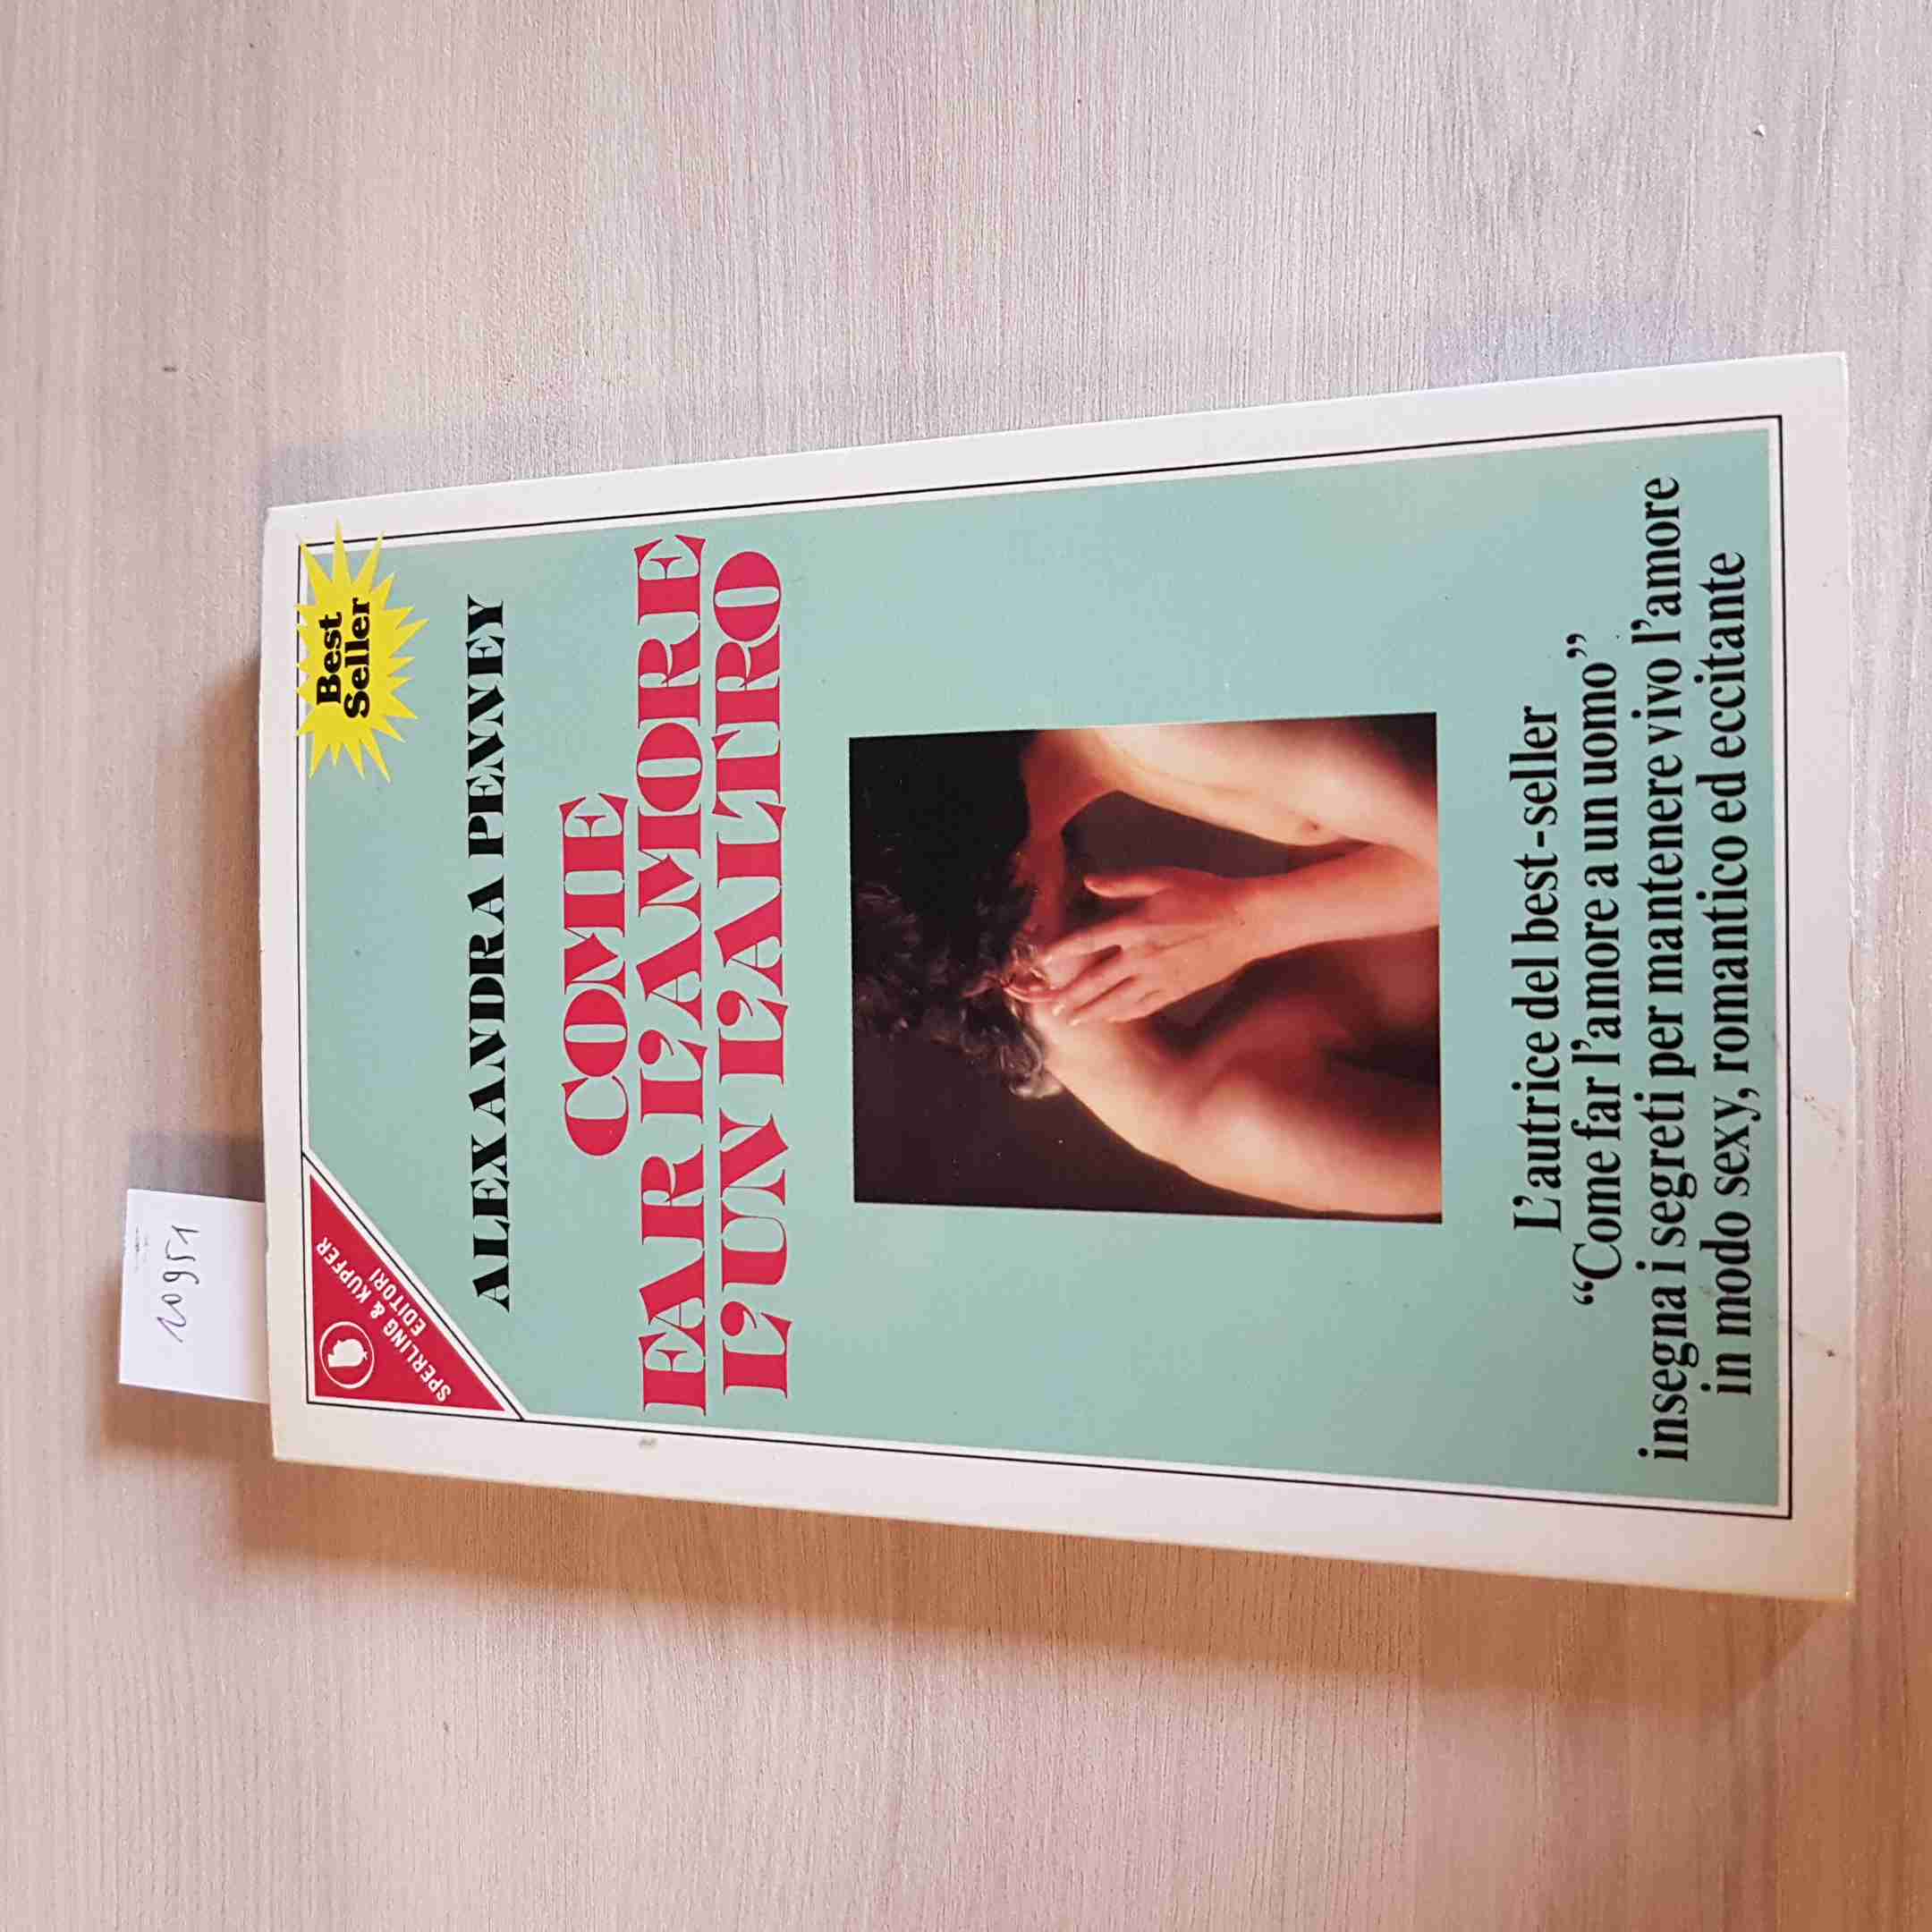 10951
SPERLING & KUPFER
EDITORI
Best
Seller
ALEXANDRA PENNEY
COME
FAR L'AMORE
L'UN L'ALTRO
L'autrice del best-seller
“Come far l'amore a un uomo”
insegna i segreti per mantenere vivo l'amore
in modo sexy, romantico ed eccitante